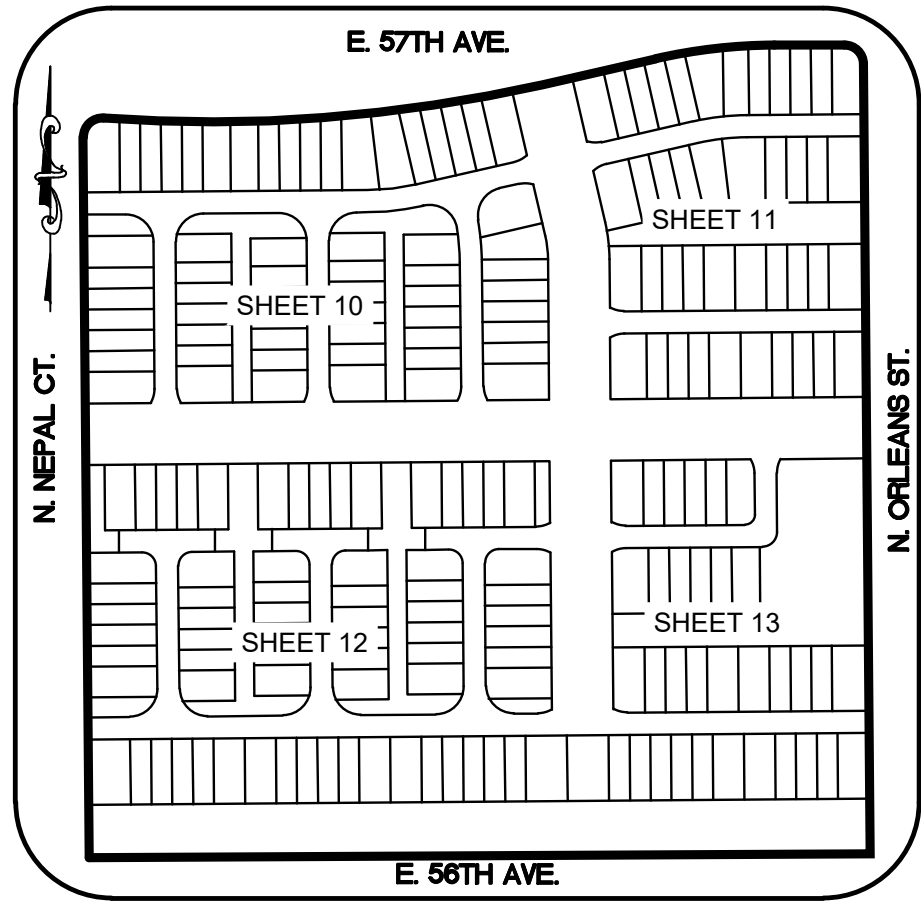 E. 57TH AVE.
SHEET 11
SHEET 10
N. NEPAL CT.
N. ORLEANS ST.
SHEET 13
SHEET 12
E. 56TH AVE.